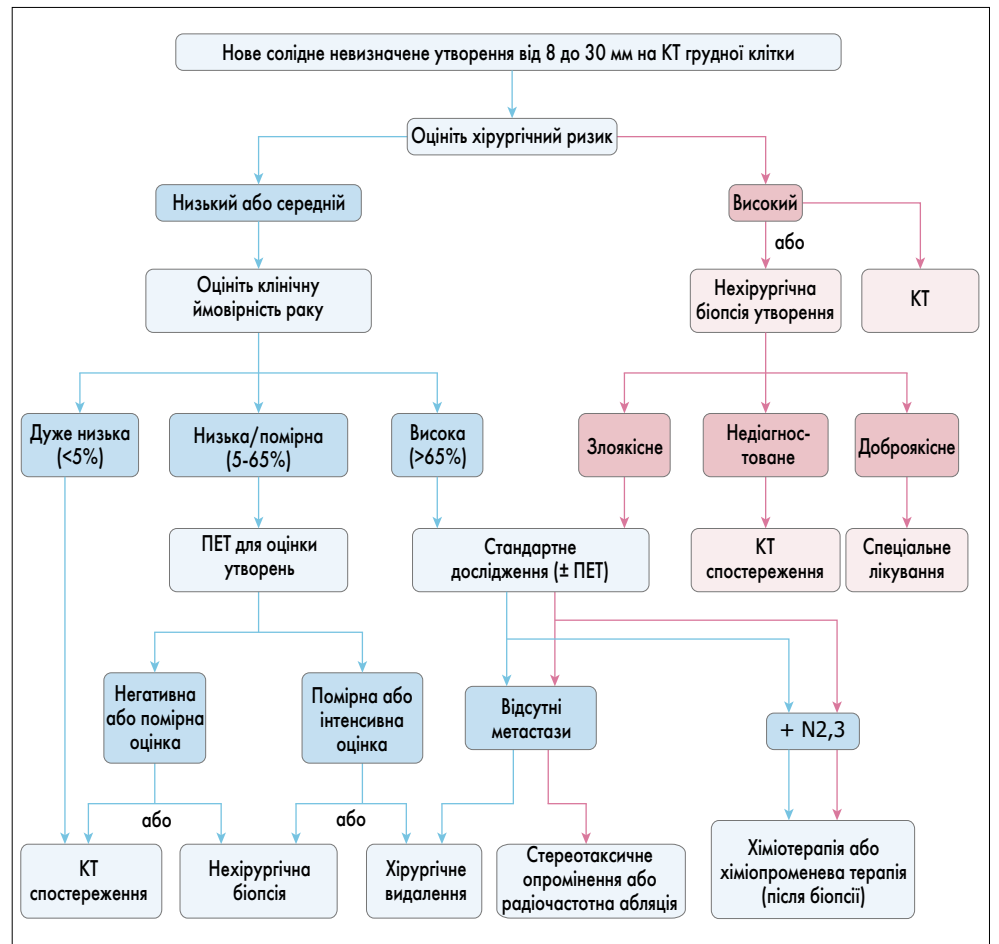 Нове солідне невизначене утворення від 8 до 30 мм на КТ грудної клітки
Оцініть хірургічний ризик
Низький або середній
Високий
або
Оцініть клінічну
ймовірність раку
Нехірургічна
біопсія утворення
КТ
Дуже низька
(<5%)
Низька/помірна
(5-65%)
Висока
(>65%)
Злоякісне
Недіагнос-
товане
Доброякісне
ПЕТ для оцінки
утворень
Стандартне
дослідження (± ПЕТ)
КТ
спостереження
Спеціальне
лікування
Негативна
або помірна
оцінка
Помірна або
інтенсивна
оцінка
Відсутні
метастази
+ N2,3
або
або
КТ
спостереження
Нехірургічна
біопсія
Хірургічне
видалення
Стереотаксичне
опромінення або
радіочастотна абляція
Хіміотерапія або
хіміопроменева терапія
(після біопсії)